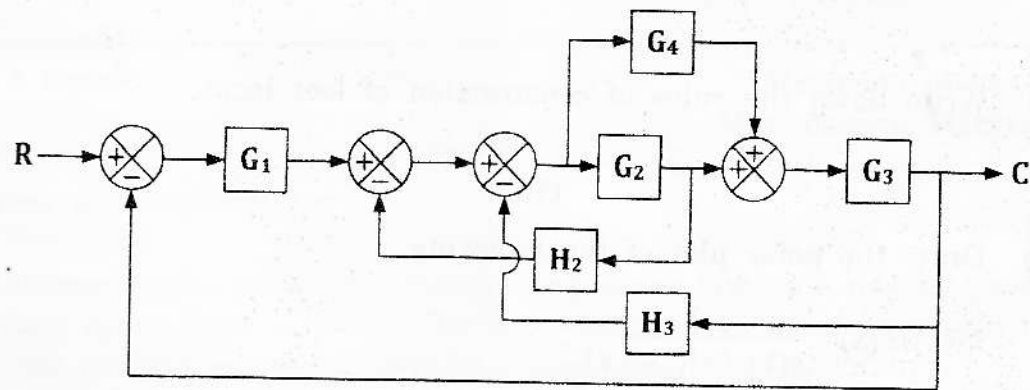 G4
R + − G1 + − + − G2 + + G3 C
H2
H3